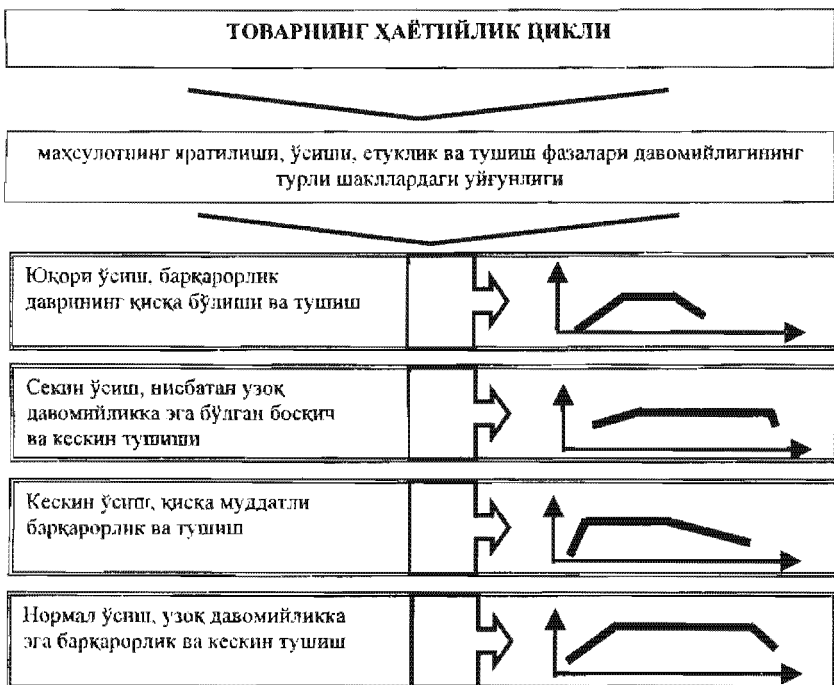 ТОВАРНИНГ ҲАЁТИЙЛИК ЦИКЛИ
маҳсулотнинг яратилиши, ўсиши, етуклик ва тушиш фазалари давомийлигининг
турли шакллардаги уйғунлиги
Юқори ўсиш, барқарорлик
даврининг қисқа бўлиши ва тушиш
Секин ўсиш, нисбатан узоқ
давомийликка эга бўлган босқич
ва кескин тушиши
Кескин ўсиш, қисқа муддатли
барқарорлик ва тушиш
Нормал ўсиш, узоқ давомийликка
эга барқарорлик ва кескин тушиш